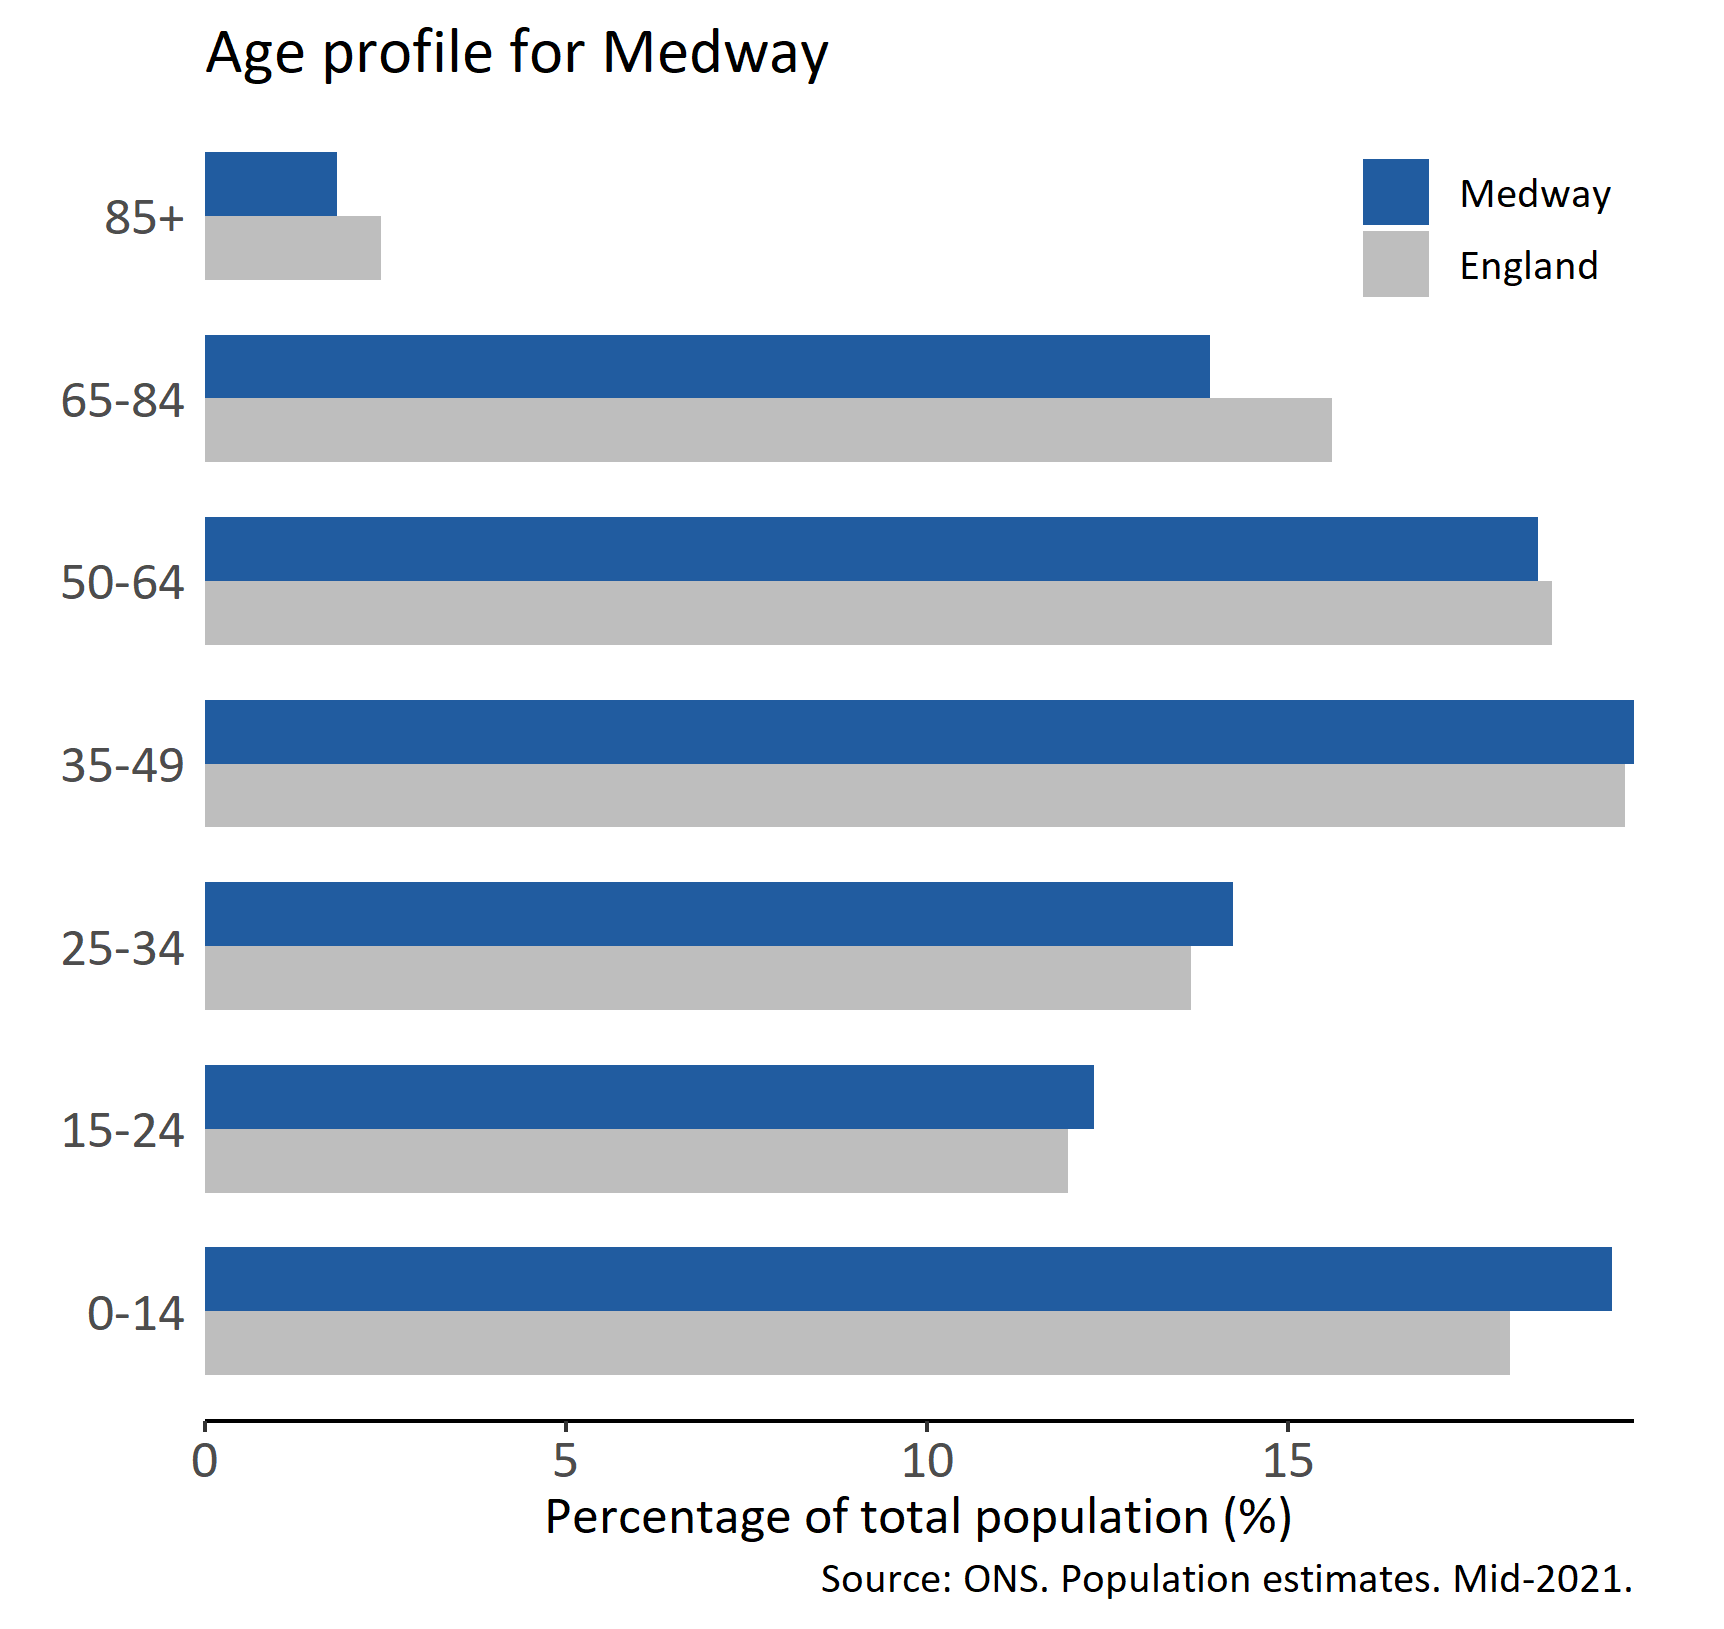 Age profile for Medway
Medway
England
85+
65-84
50-64
35-49
25-34
15-24
0-14
0 5 10 15
Percentage of total population (%)
Source: ONS. Population estimates. Mid-2021.